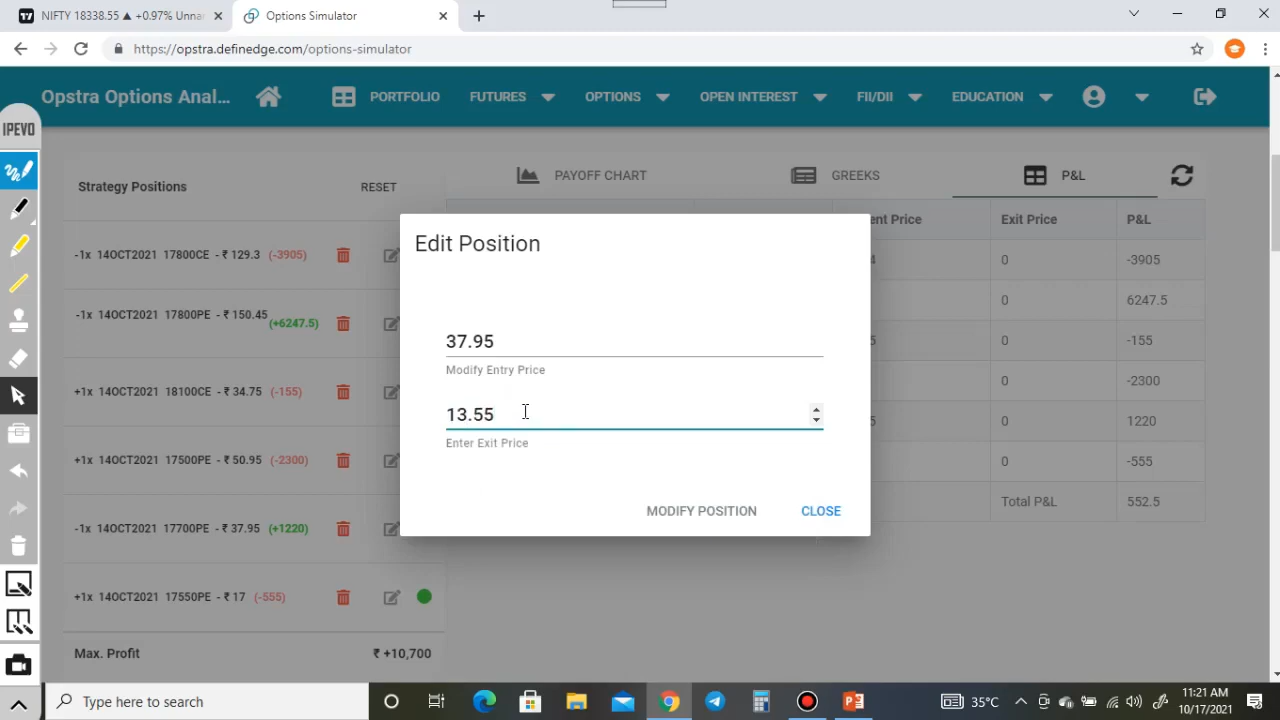 NIFTY 18338.55 ▲ +0.97% Unna
Options Simulator
https://opstra.definedge.com/options-simulator
Opstra Options Anal...
PORTFOLIO
FUTURES
OPTIONS
OPEN INTEREST
FII/DII
EDUCATION
IPEVO
Strategy Positions
RESET
PAYOFF CHART
GREEKS
P&L
ent Price
Exit Price
P&L
-1x 14OCT2021 17800CE - ₹ 129.3 (-3905)
4
0
-3905
-1x 14OCT2021 17800PE - ₹ 150.45 (+6247.5)
0
6247.5
5
0
-155
+1x 14OCT2021 18100CE - ₹ 34.75 (-155)
0
-2300
5
0
1220
+1x 14OCT2021 17500PE - ₹ 50.95 (-2300)
0
-555
Total P&L
552.5
-1x 14OCT2021 17700PE - ₹ 37.95 (+1220)
+1x 14OCT2021 17550PE - ₹ 17 (-555)
Max. Profit
₹ +10,700
Edit Position
37.95
Modify Entry Price
13.55
Enter Exit Price
MODIFY POSITION
CLOSE
Type here to search
35°C
11:21 AM
10/17/2021